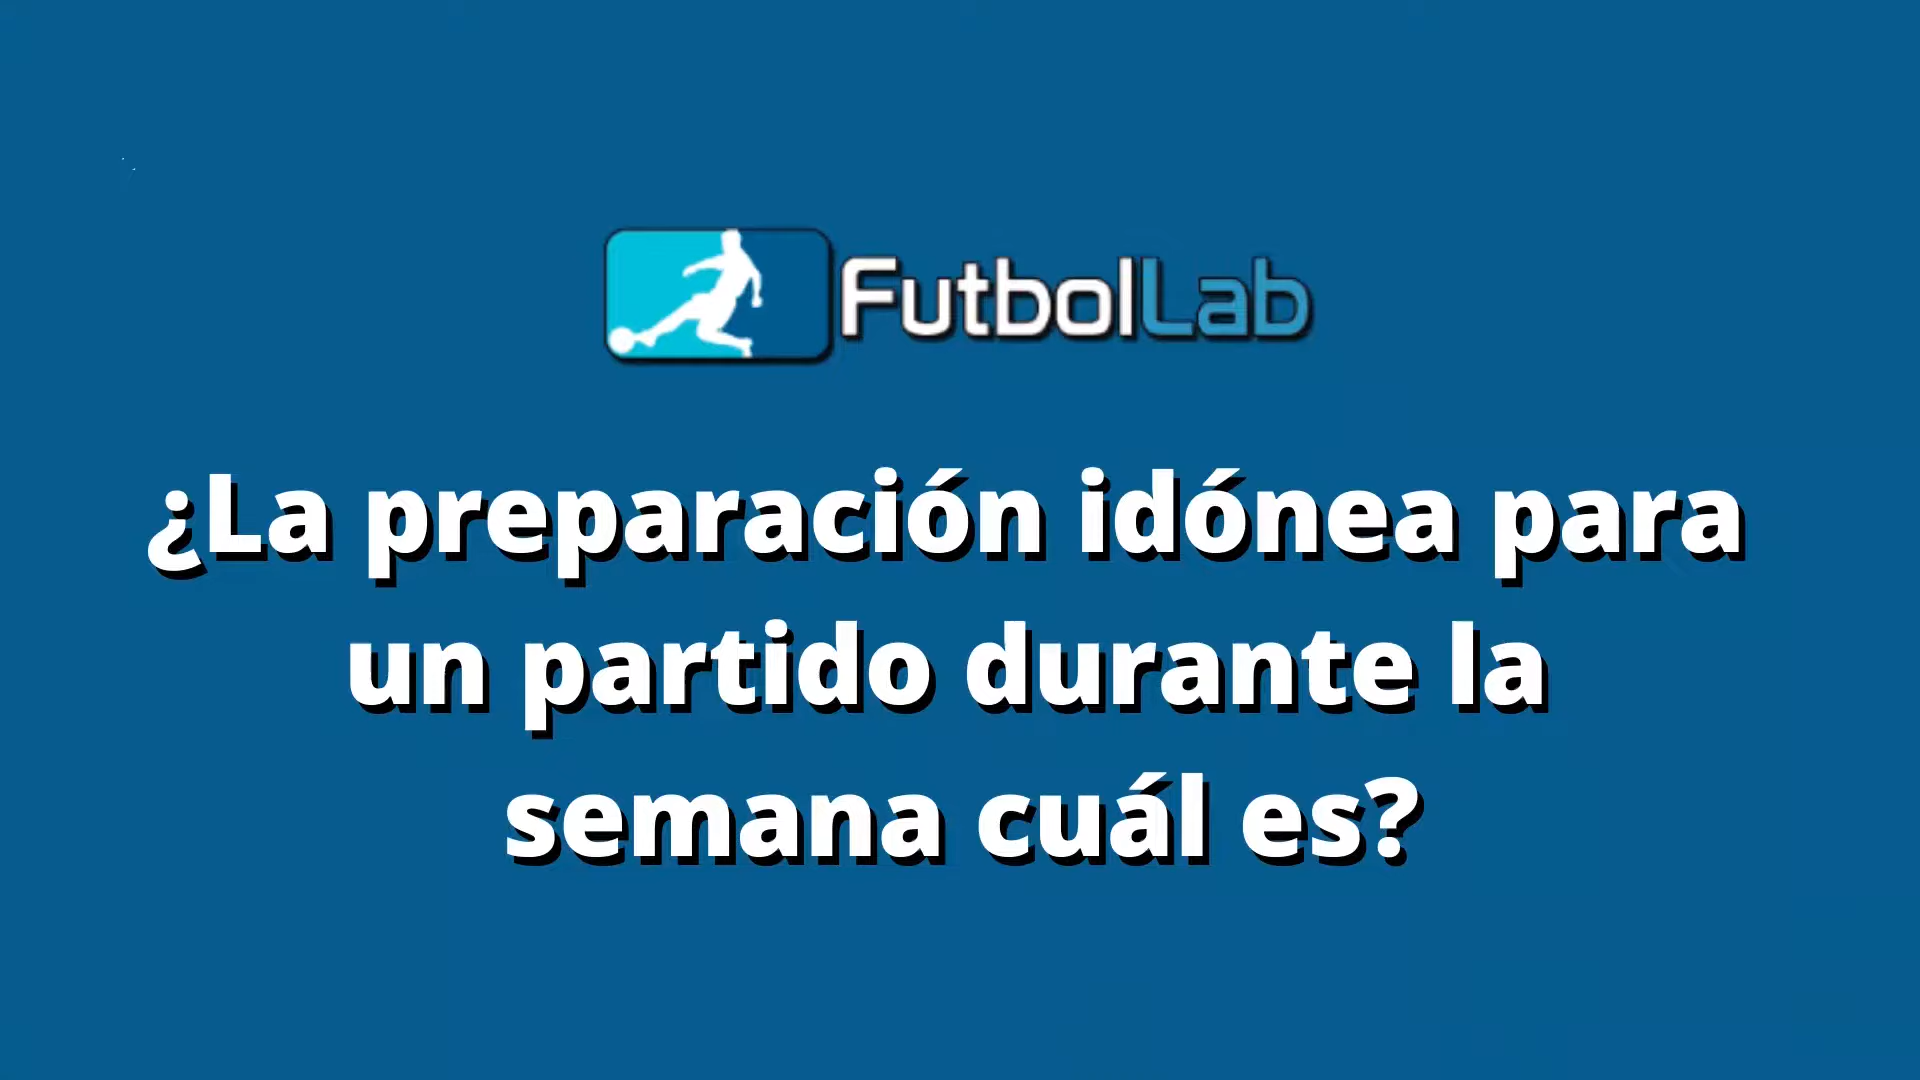 FutbolLab
¿La preparación idónea para
un partido durante la
semana cuál es?